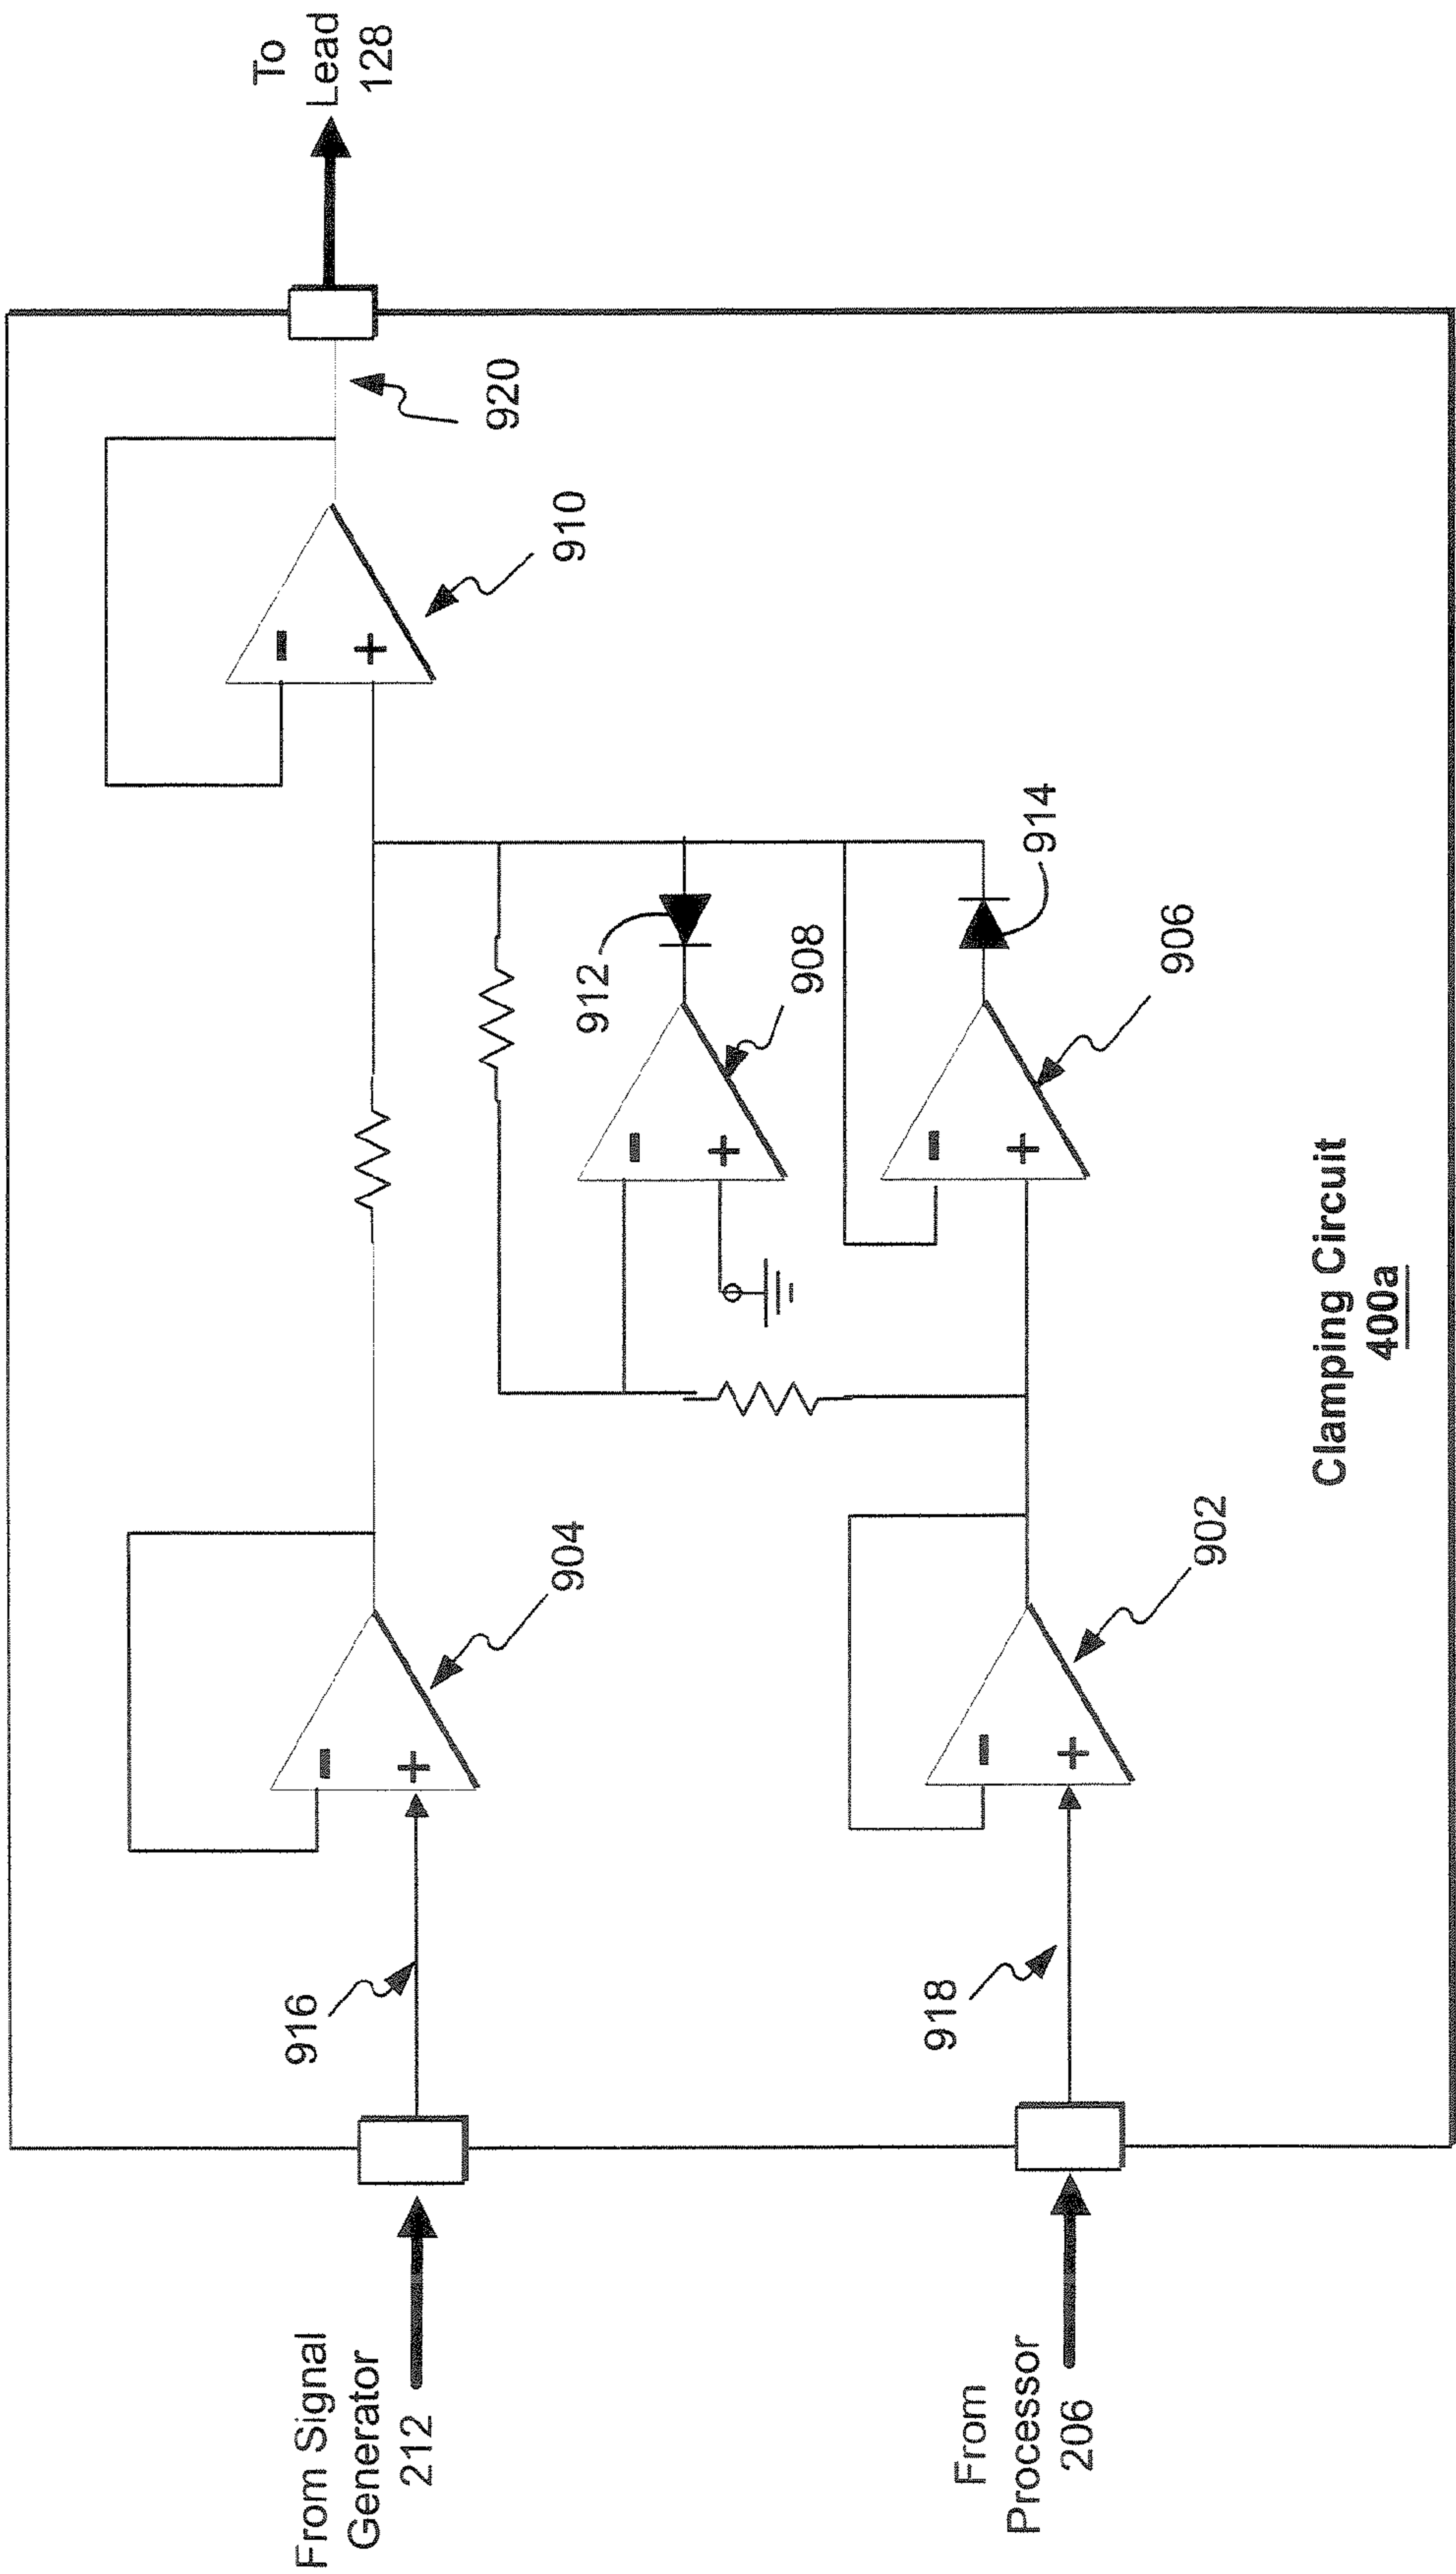 To
Lead
128
920
910
912
908
914
906
904
902
916
918
From Signal
Generator
212
From
Processor
206
-
+
-
+
-
+
-
+
-
+
Clamping Circuit
400a